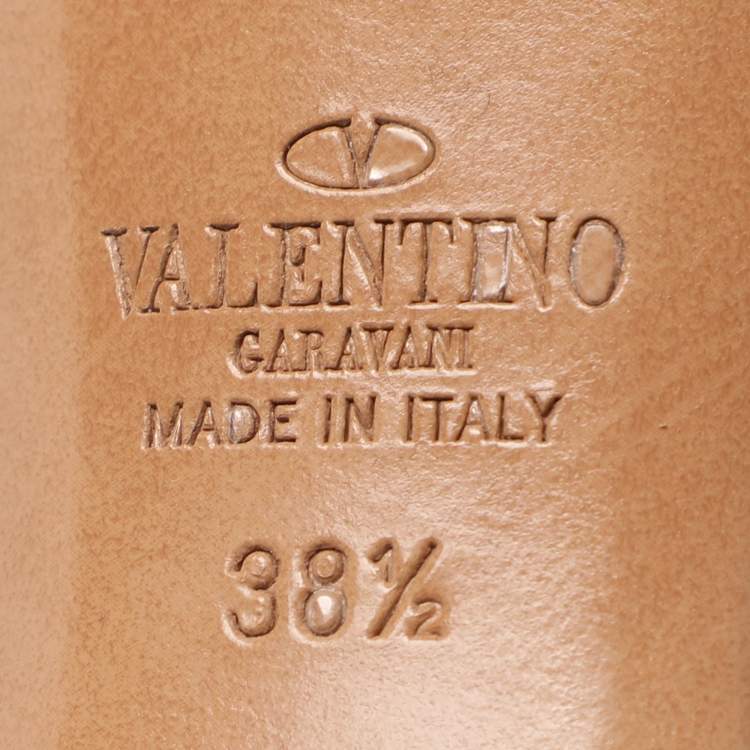 V
VALENTINO
GARAVANI
MADE IN ITALY
38½